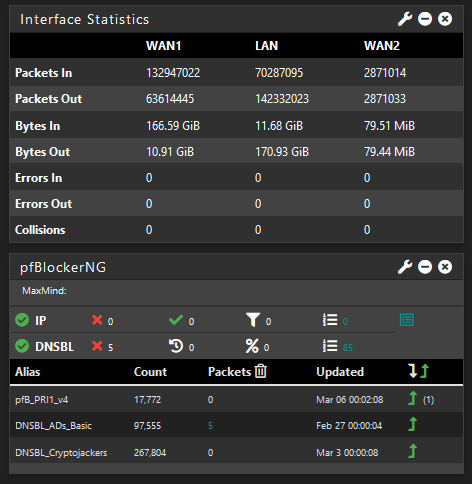 Interface Statistics
WAN1 LAN WAN2
Packets In 132947022 70287095 2871014
Packets Out 63614445 142332023 2871033
Bytes In 166.59 GiB 11.68 GiB 79.51 MiB
Bytes Out 10.91 GiB 170.93 GiB 79.44 MiB
Errors In 0 0 0
Errors Out 0 0 0
Collisions 0 0 0
pfBlockerNG
MaxMind:
IP 0 0 0 0
DNSBL 5 0 0 85
Alias Count Packets Updated
pfB_PRI1_v4 17,772 0 Mar 06 00:02:08 (1)
DNSBL_ADs_Basic 97,555 5 Feb 27 00:00:04
DNSBL_Cryptojackers 267,804 0 Mar 3 00:00:08